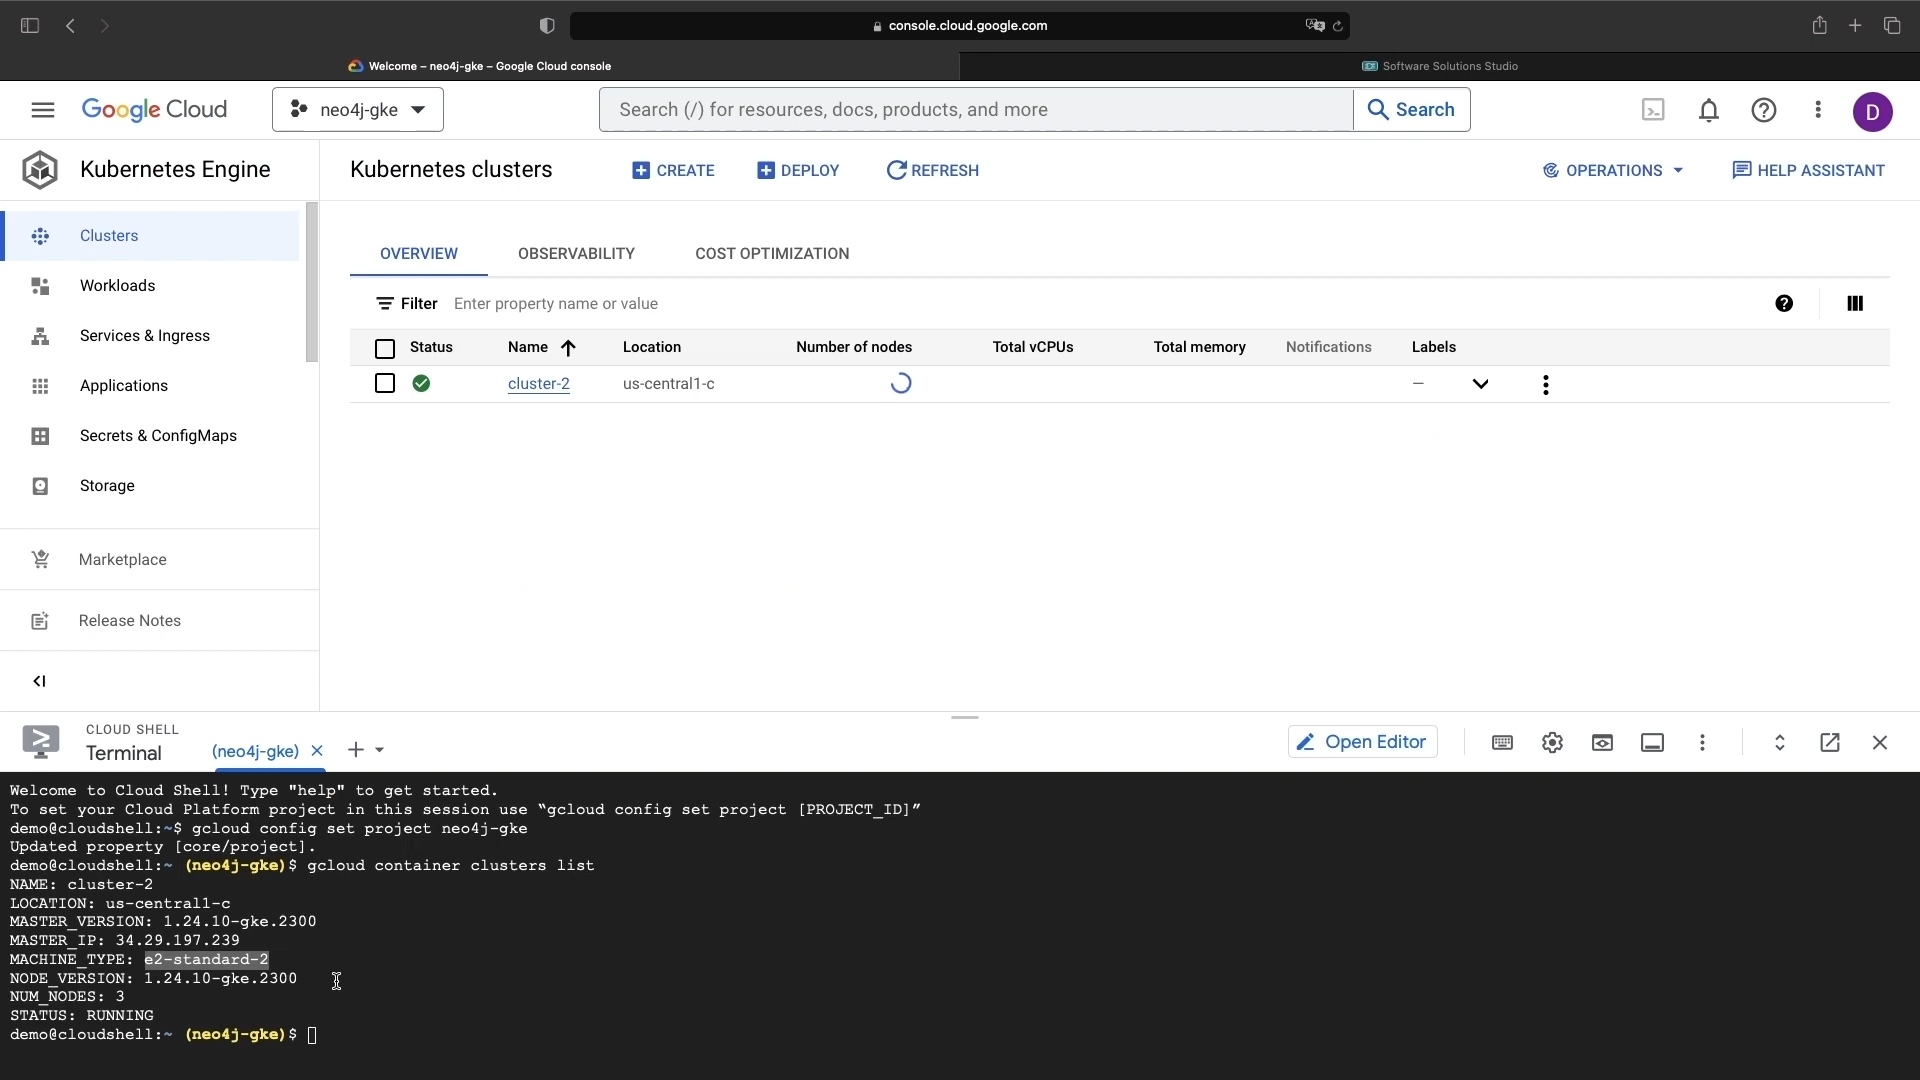 console.cloud.google.com
Welcome – neo4j-gke – Google Cloud console
Software Solutions Studio
Google Cloud
neo4j-gke
Search (/) for resources, docs, products, and more
Search
D
Kubernetes Engine
Kubernetes clusters
CREATE
DEPLOY
REFRESH
OPERATIONS
HELP ASSISTANT
Clusters
Workloads
Services & Ingress
Applications
Secrets & ConfigMaps
Storage
Marketplace
Release Notes
OVERVIEW
OBSERVABILITY
COST OPTIMIZATION
Filter Enter property name or value
Status Name Location Number of nodes Total vCPUs Total memory Notifications Labels
cluster-2 us-central1-c –
CLOUD SHELL
Terminal
(neo4j-gke)
Open Editor
Welcome to Cloud Shell! Type "help" to get started.
To set your Cloud Platform project in this session use “gcloud config set project [PROJECT_ID]”
demo@cloudshell:~$ gcloud config set project neo4j-gke
Updated property [core/project].
demo@cloudshell:~ (neo4j-gke)$ gcloud container clusters list
NAME: cluster-2
LOCATION: us-central1-c
MASTER_VERSION: 1.24.10-gke.2300
MASTER_IP: 34.29.197.239
MACHINE_TYPE: e2-standard-2
NODE_VERSION: 1.24.10-gke.2300
NUM_NODES: 3
STATUS: RUNNING
demo@cloudshell:~ (neo4j-gke)$